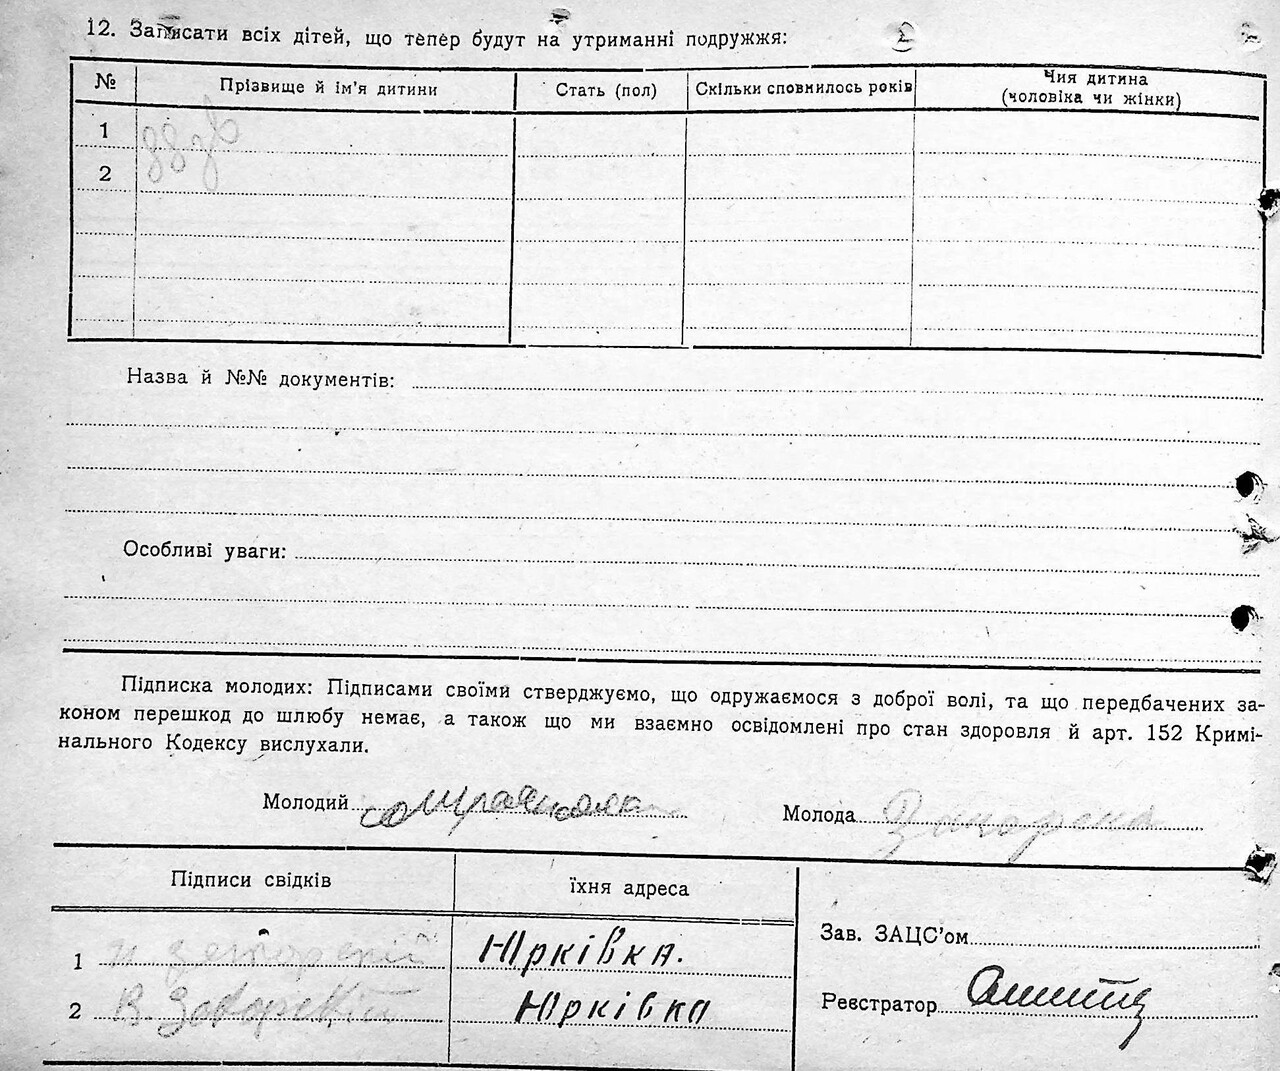 12. Записати всіх дітей, що тепер будут на утриманні подружжя:
№ Прізвище й ім'я дитини Стать (пол) Скільки сповнилось років Чия дитина (чоловіка чи жінки)
1
2
Назва й №№ документів:
Особливі уваги:
Підписка молодих: Підписами своїми стверджуємо, що одружаємося з доброї волі, та що передбачених за-
коном перешкод до шлюбу немає, а також що ми взаємно освідомлені про стан здоровля й арт. 152 Кримі-
нального Кодексу вислухали.
Молодий Молода
Підписи свідків їхня адреса
Зав. ЗАЦС'ом
1 Юрківка.
Реєстратор
2 Юрківка